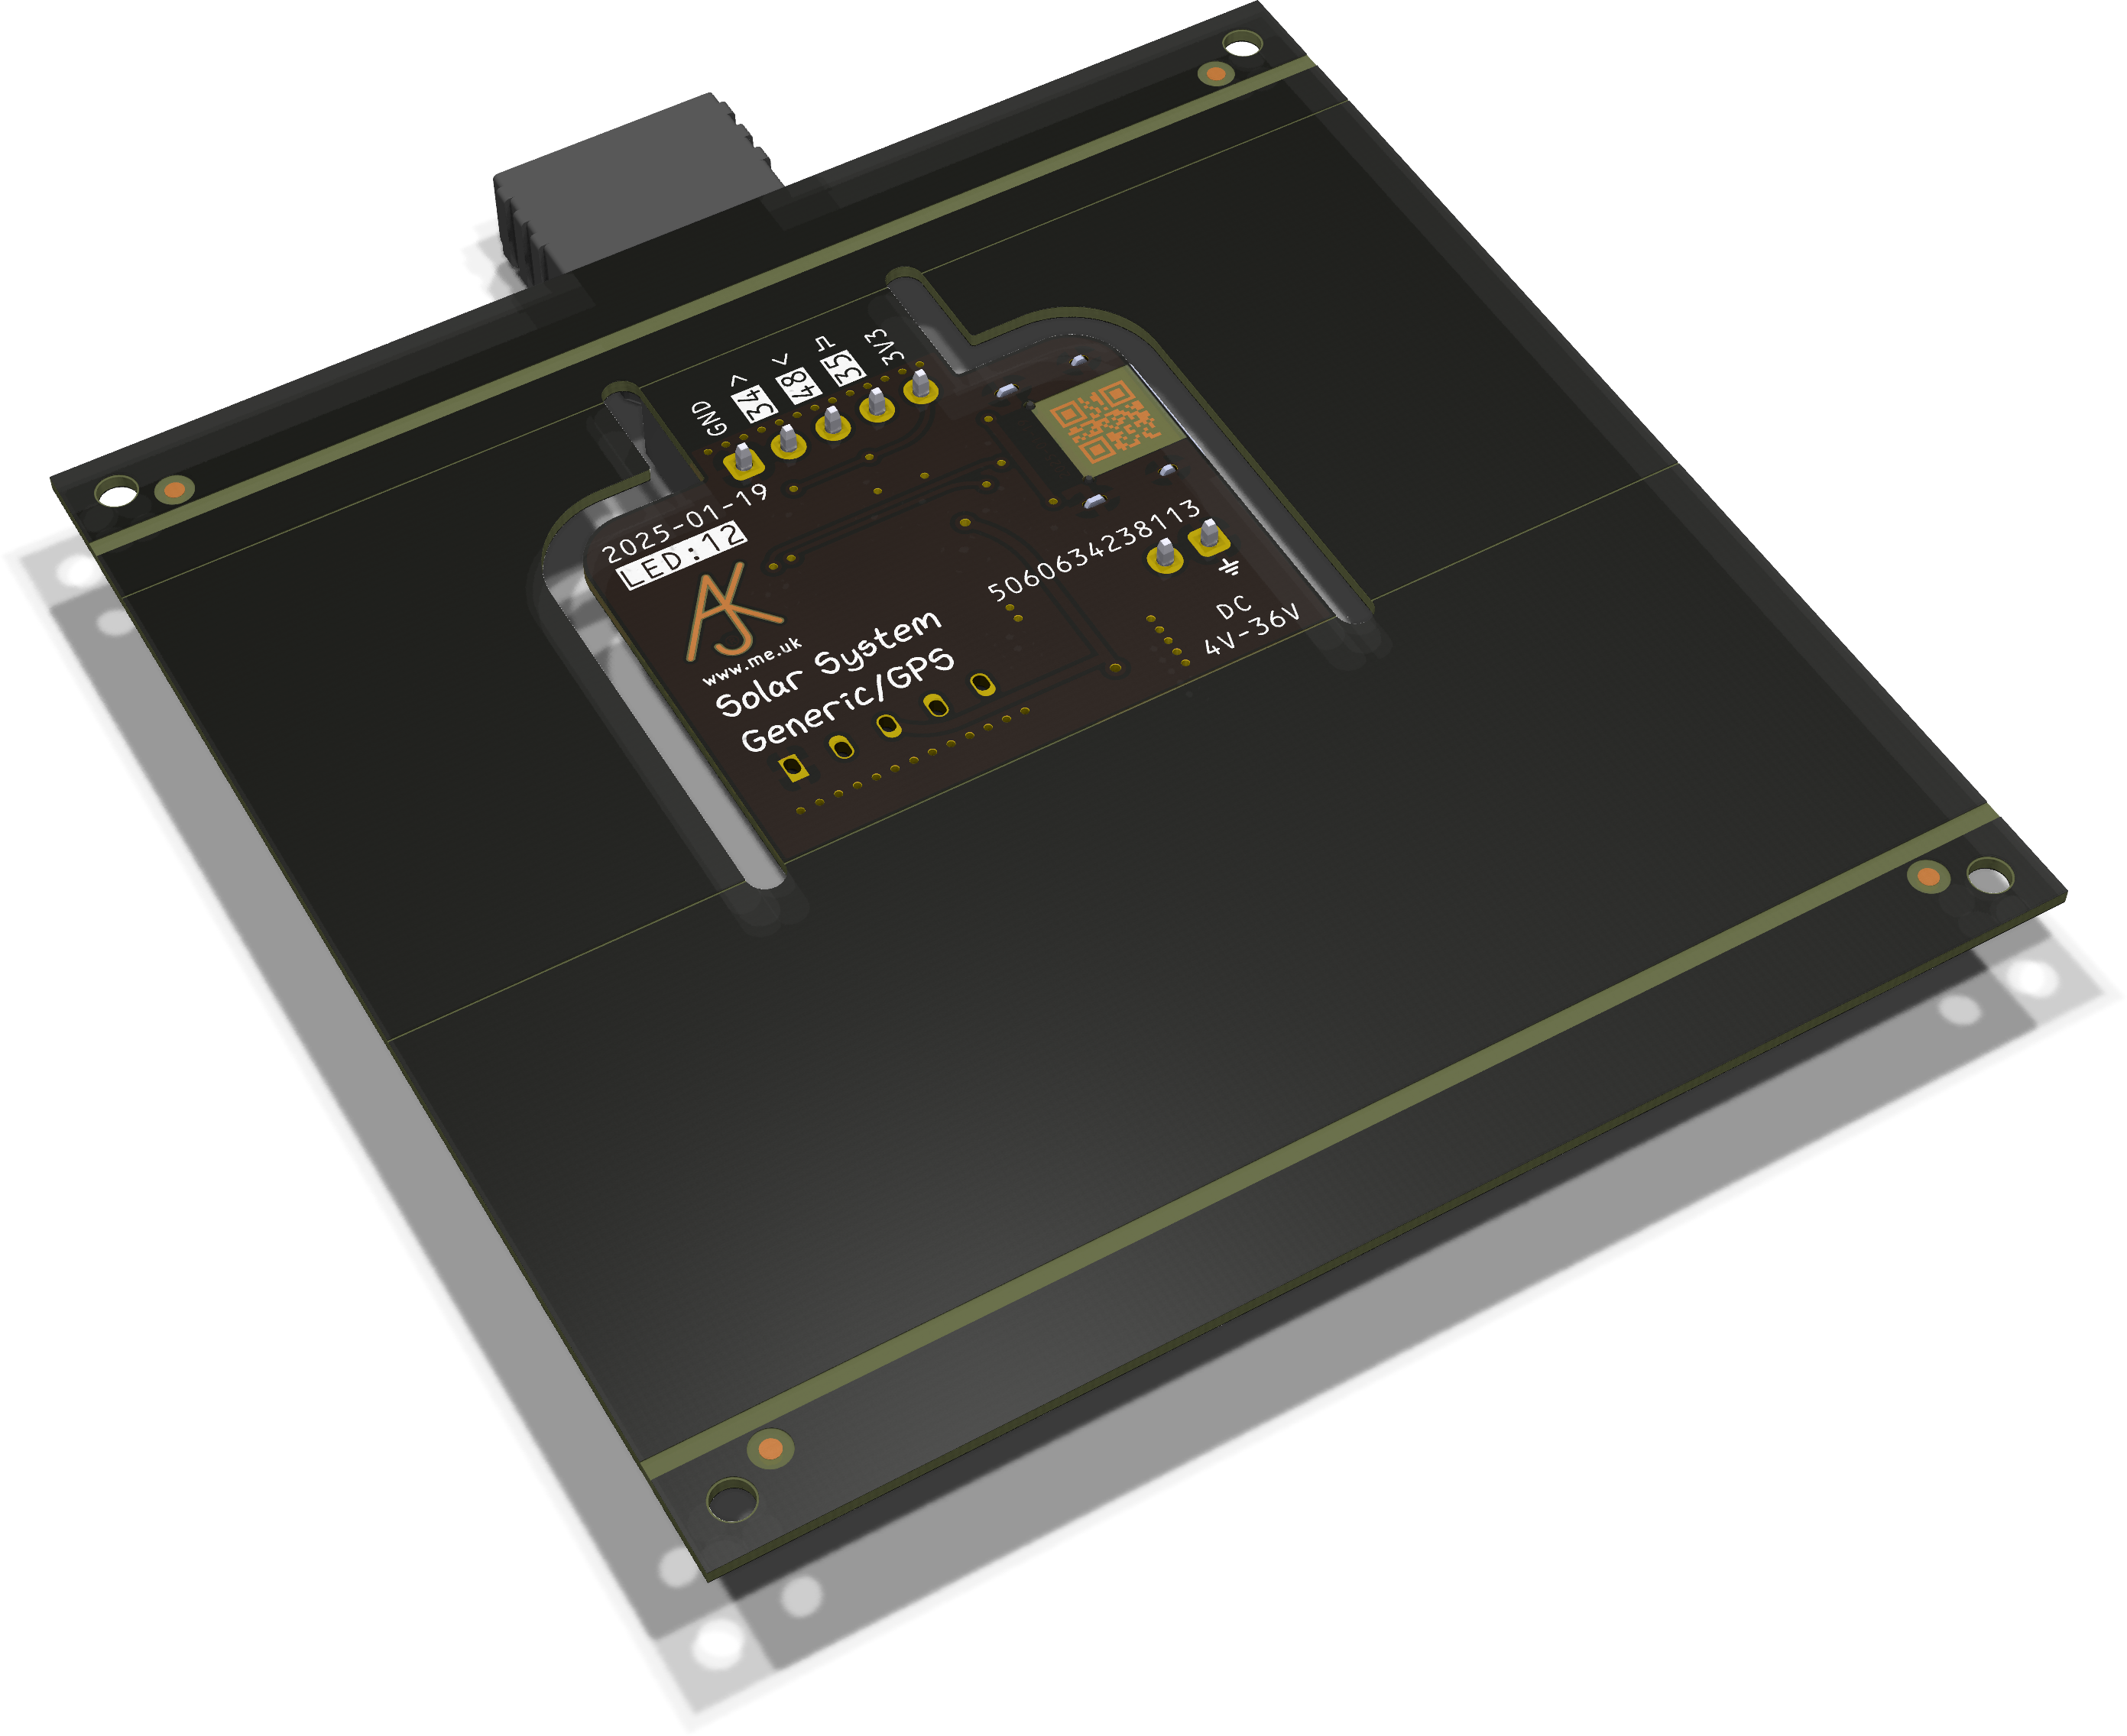 GND
34
48
35
3V3
2025-01-19
LED:12
AJK
www.me.uk
Solar System
Generic/GPS
5060634238113
DC
4V-36V